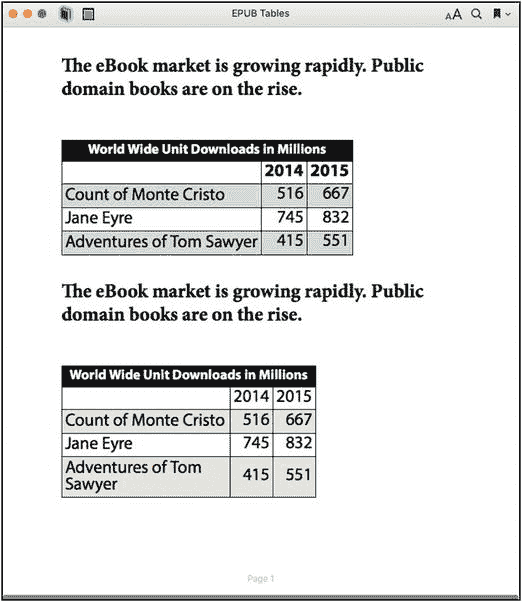 EPUB Tables
AA
The eBook market is growing rapidly. Public
domain books are on the rise.
World Wide Unit Downloads in Millions
2014 2015
Count of Monte Cristo 516 667
Jane Eyre 745 832
Adventures of Tom Sawyer 415 551
The eBook market is growing rapidly. Public
domain books are on the rise.
World Wide Unit Downloads in Millions
2014 2015
Count of Monte Cristo 516 667
Jane Eyre 745 832
Adventures of Tom
Sawyer 415 551
Page 1